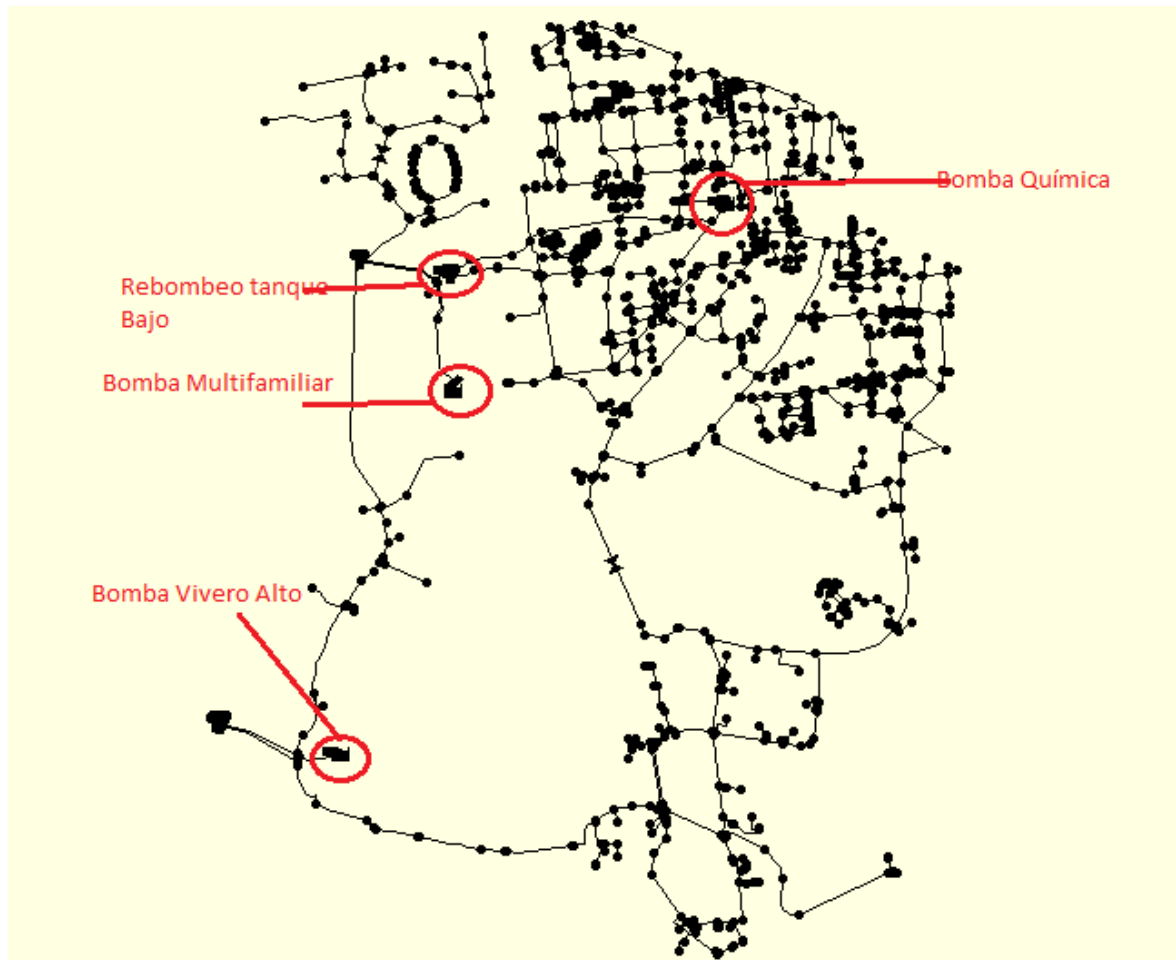 Bomba Química
Rebombeo tanque
Bajo
Bomba Multifamiliar
Bomba Vivero Alto